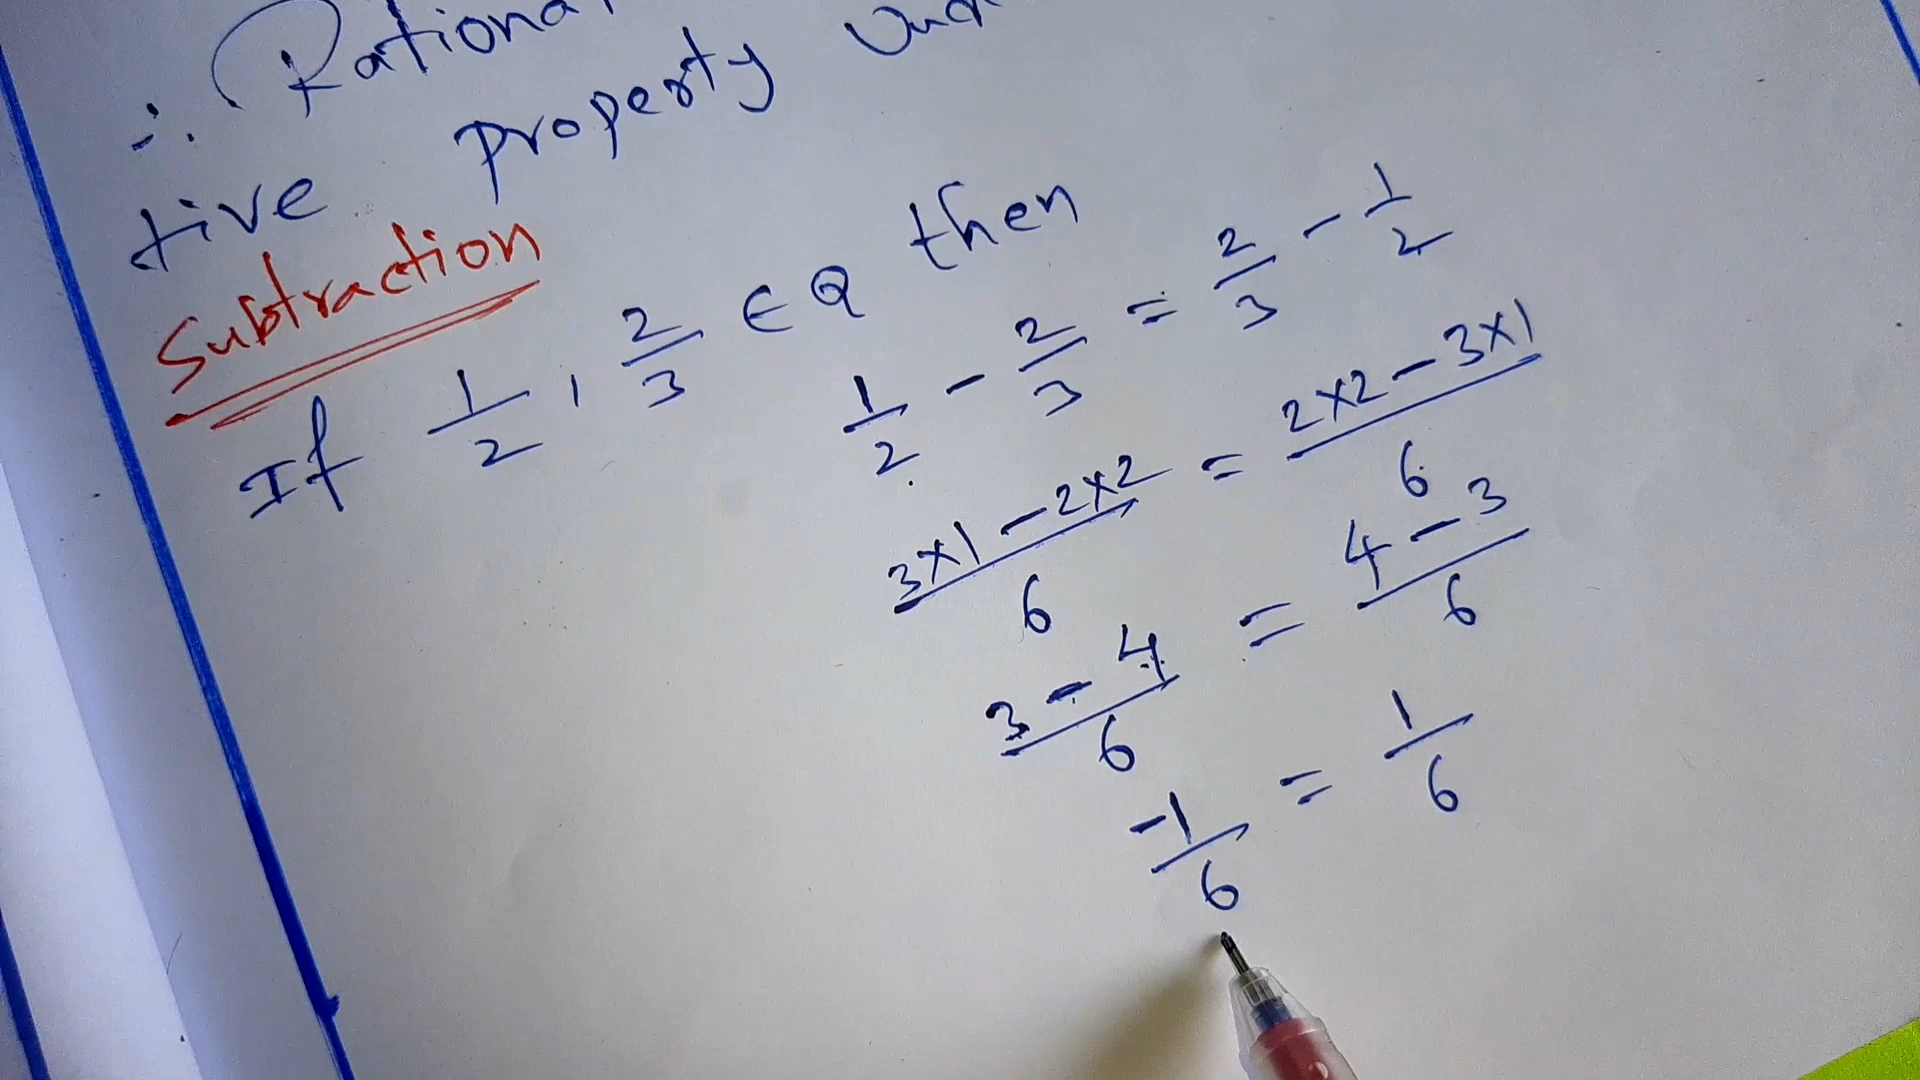 ∴ Rational
tive property
Subtraction
If 1/2, 2/3 ∈ Q then
1/2 - 2/3 = 2/3 - 1/2
3×1 - 2×2/6 = 2×2 - 3×1/6
3 - 4/6 = 4 - 3/6
-1/6 = 1/6